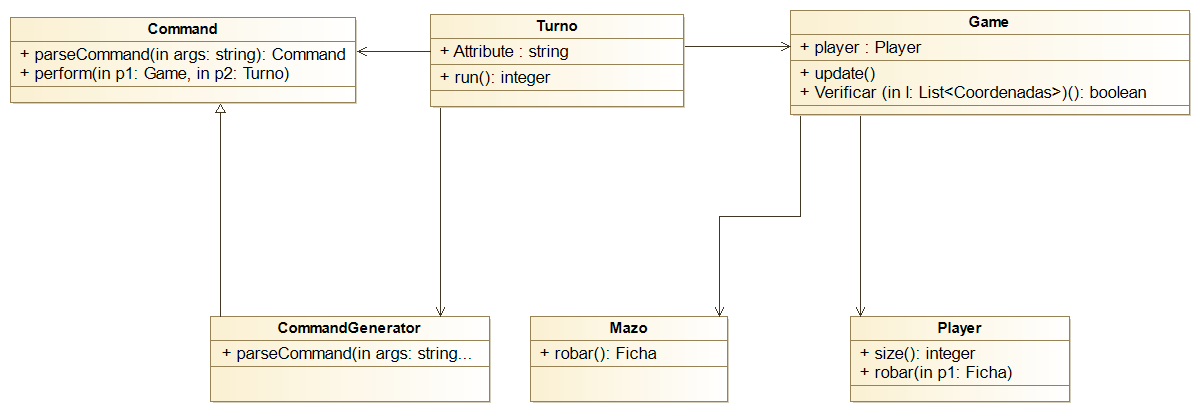 Command
+ parseCommand(in args: string): Command
+ perform(in p1: Game, in p2: Turno)
Turno
+ Attribute : string
+ run(): integer
Game
+ player : Player
+ update()
+ Verificar (in l: List<Coordenadas>)(): boolean
CommandGenerator
+ parseCommand(in args: string...
Mazo
+ robar(): Ficha
Player
+ size(): integer
+ robar(in p1: Ficha)